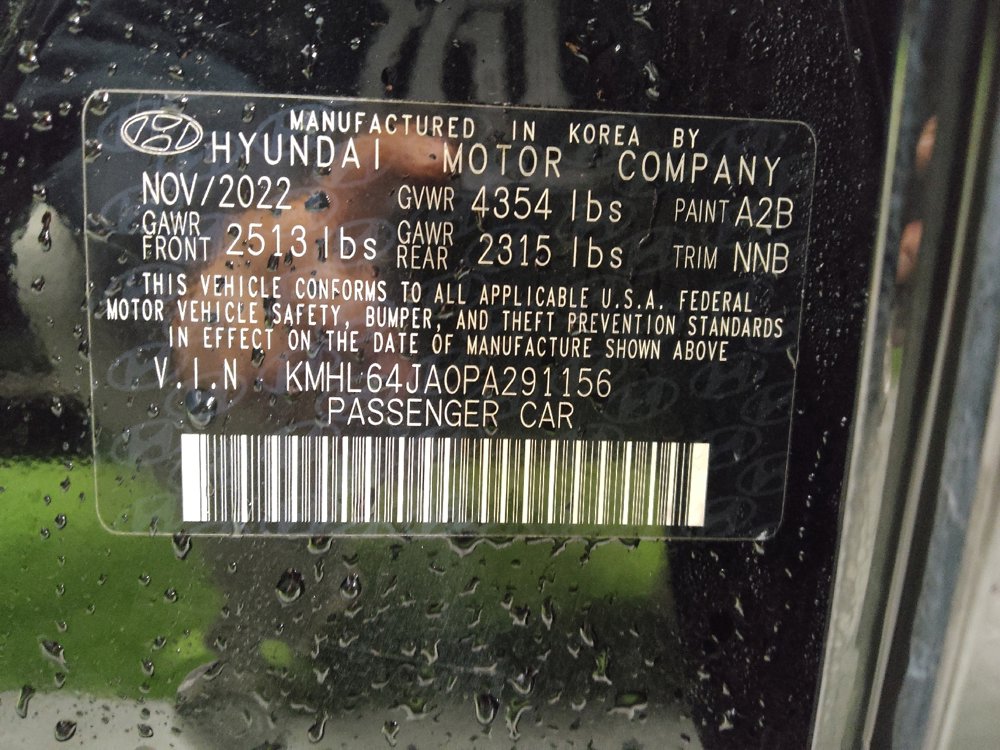 MANUFACTURED IN KOREA BY
HYUNDAI MOTOR COMPANY
NOV/2022 GVWR 4354 lbs PAINT A2B
GAWR FRONT 2513 lbs GAWR REAR 2315 lbs TRIM NNB
THIS VEHICLE CONFORMS TO ALL APPLICABLE U.S.A. FEDERAL
MOTOR VEHICLE SAFETY, BUMPER, AND THEFT PREVENTION STANDARDS
IN EFFECT ON THE DATE OF MANUFACTURE SHOWN ABOVE
V.I.N KMHL64JA0PA291156
PASSENGER CAR